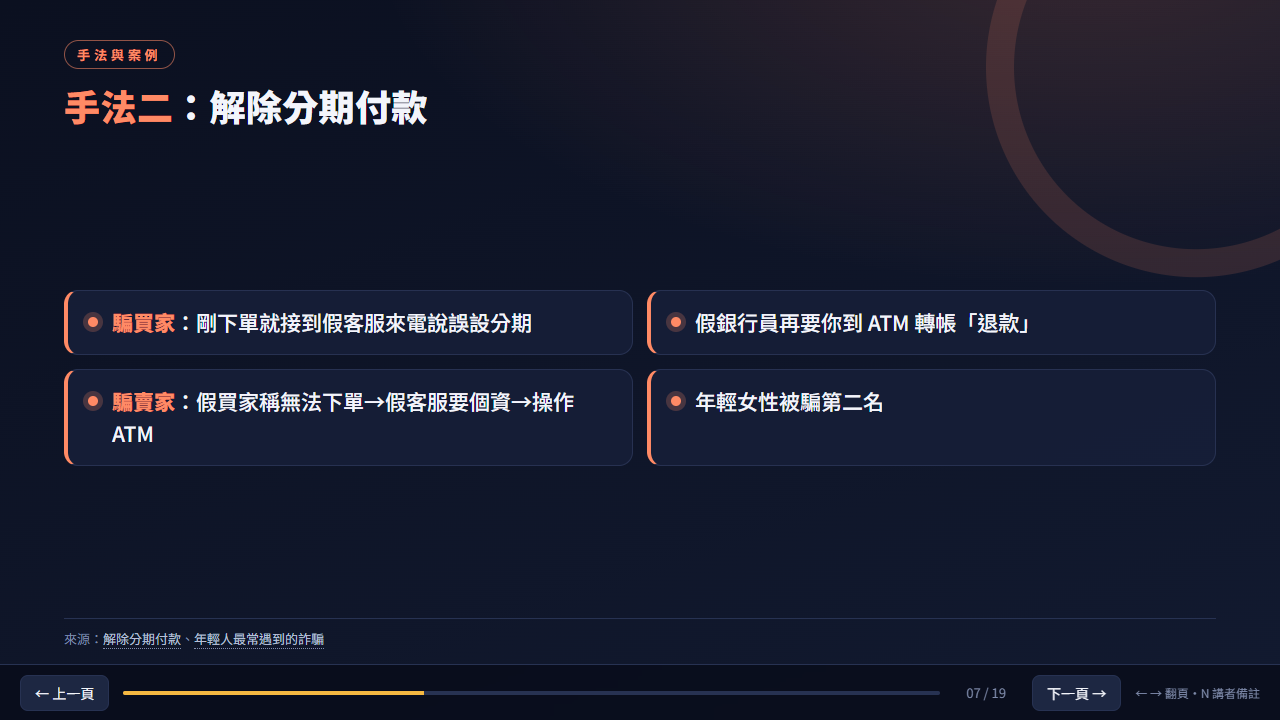 手法與案例
手法二：解除分期付款
騙買家：剛下單就接到假客服來電說誤設分期
假銀行員再要你到 ATM 轉帳「退款」
騙賣家：假買家稱無法下單→假客服要個資→操作
ATM
年輕女性被騙第二名
來源：解除分期付款、年輕人最常遇到的詐騙
← 上一頁
07 / 19
下一頁 →
← → 翻頁・N 講者備註